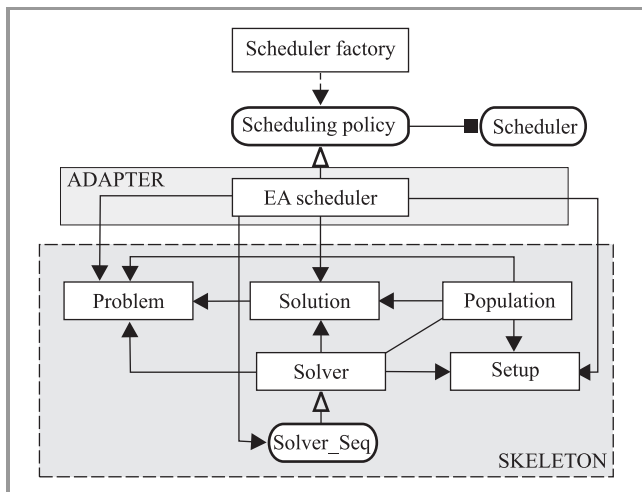 Scheduler factory
Scheduling policy
Scheduler
ADAPTER
EA scheduler
Problem
Solution
Population
Solver
Setup
Solver_Seq
SKELETON